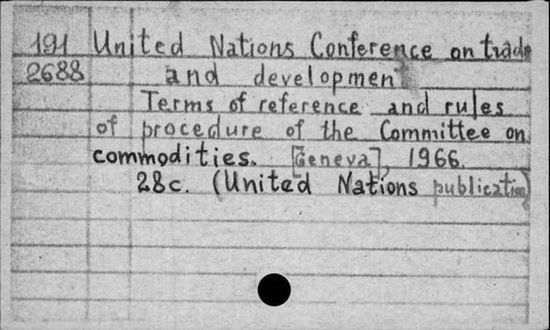 191 United Nations Conference on trade
2688 and development
Terms of reference and rules
of procedure of the Committee on
commodities. [Geneva], 1966.
28c. (United Nations publication)